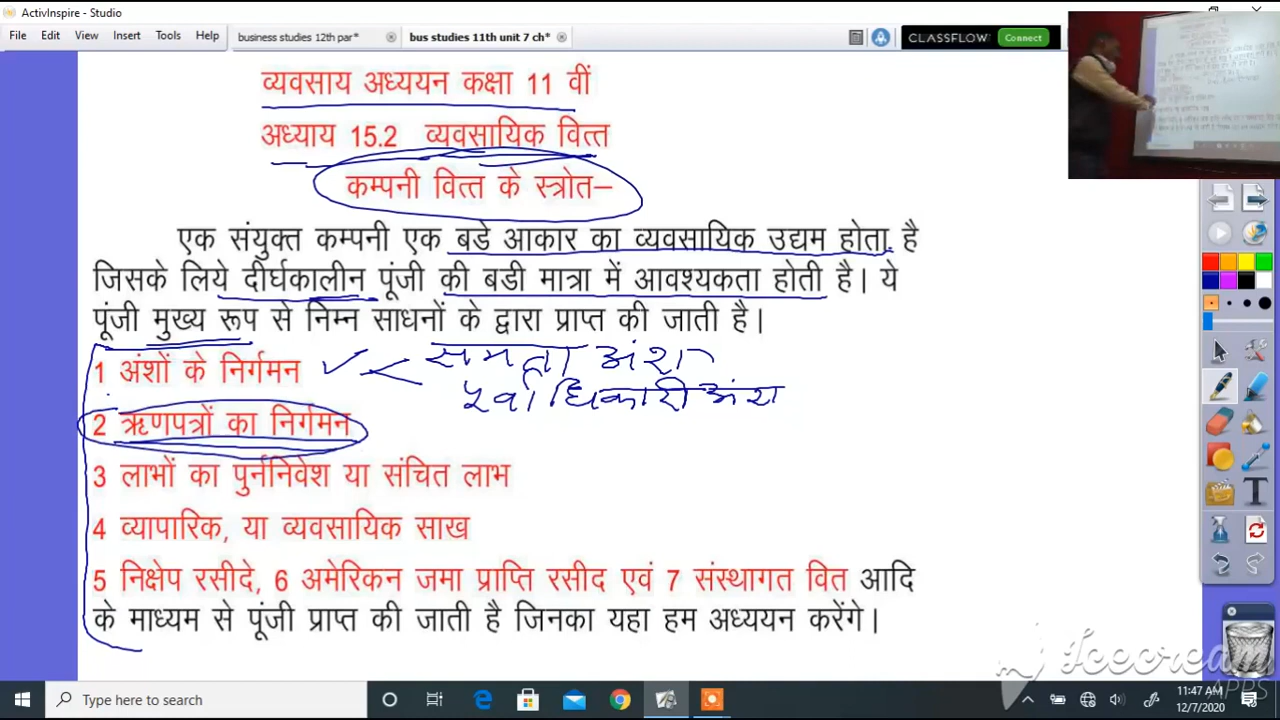 ActivInspire - Studio
File Edit View Insert Tools Help
business studies 12th par*
bus studies 11th unit 7 ch*
CLASSFLOW Connect
व्यवसाय अध्ययन कक्षा 11 वीं
अध्याय 15.2 व्यवसायिक वित्त
कम्पनी वित्त के स्त्रोत–
एक संयुक्त कम्पनी एक बडे आकार का व्यवसायिक उद्यम होता है
जिसके लिये दीर्घकालीन पूंजी की बडी मात्रा में आवश्यकता होती है। ये
पूंजी मुख्य रूप से निम्न साधनों के द्वारा प्राप्त की जाती है।
1 अंशों के निर्गमन
समता अंश
पूर्वाधिकारी अंश
2 ऋणपत्रों का निर्गमन
3 लाभों का पुर्ननिवेश या संचित लाभ
4 व्यापारिक, या व्यवसायिक साख
5 निक्षेप रसीदे, 6 अमेरिकन जमा प्राप्ति रसीद एवं 7 संस्थागत वित आदि
के माध्यम से पूंजी प्राप्त की जाती है जिनका यहा हम अध्ययन करेंगे।
Icecream
APPS
Type here to search
11:47 AM
12/7/2020